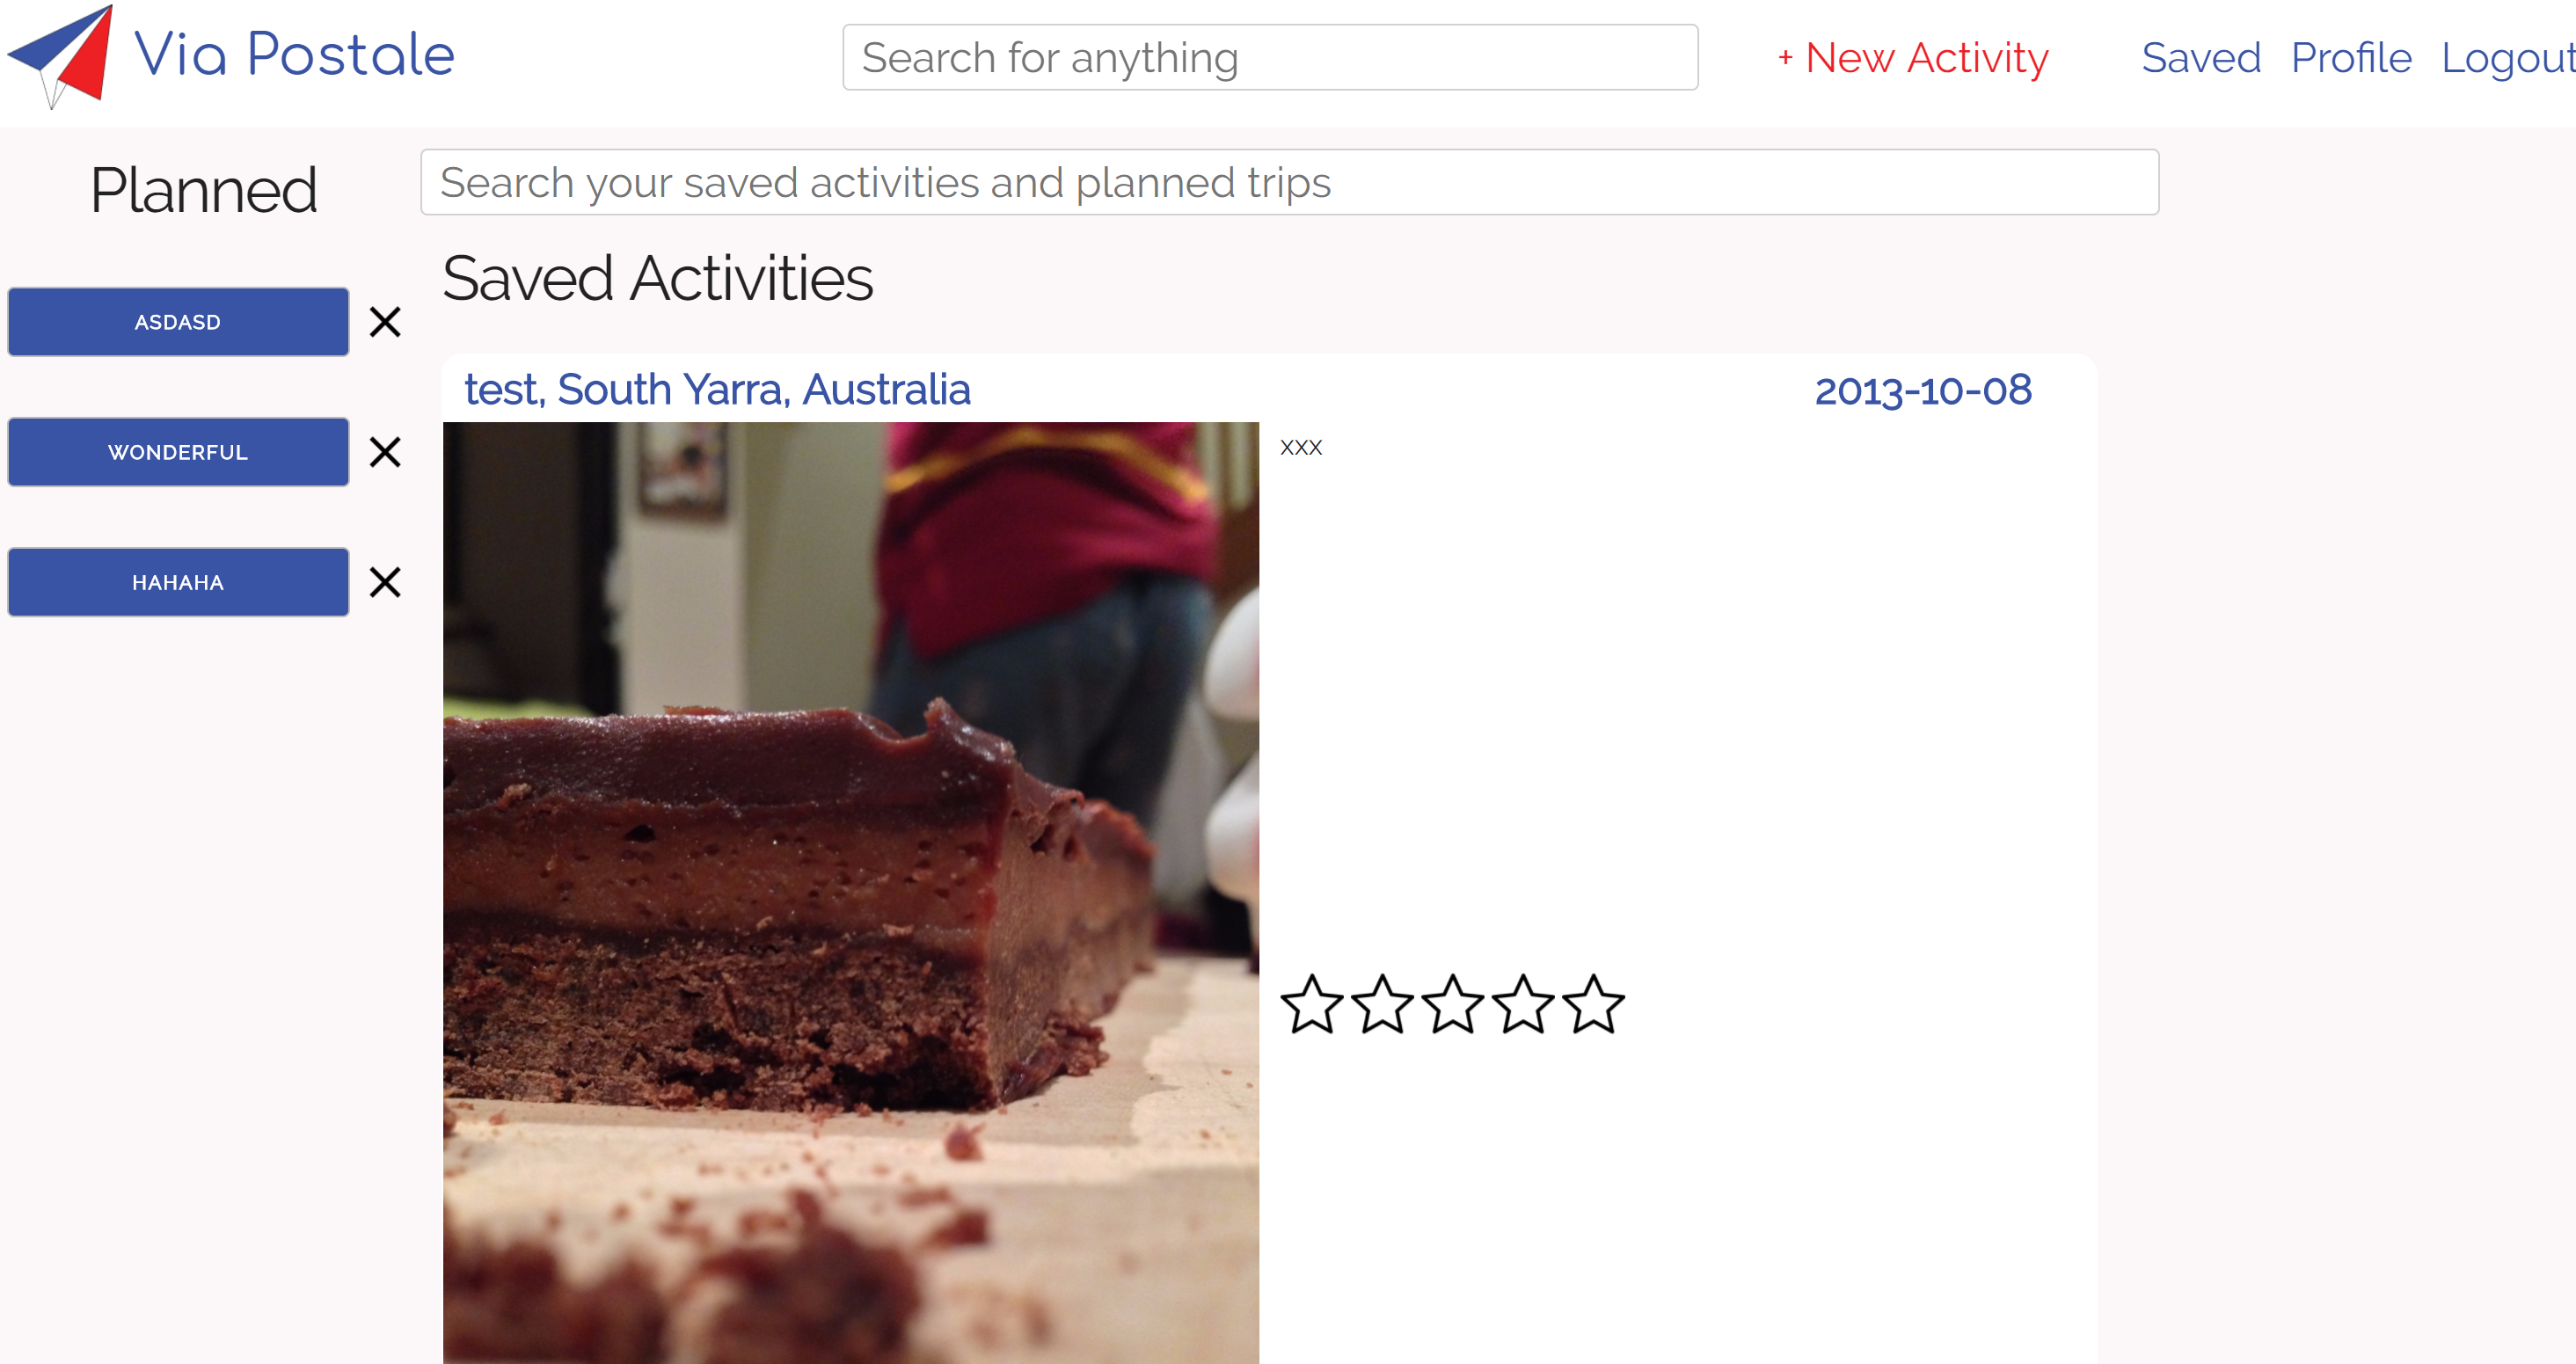 Via Postale
Search for anything
+ New Activity
Saved
Profile
Logout
Planned
Search your saved activities and planned trips
ASDASD
WONDERFUL
HAHAHA
Saved Activities
test, South Yarra, Australia
2013-10-08
xxx